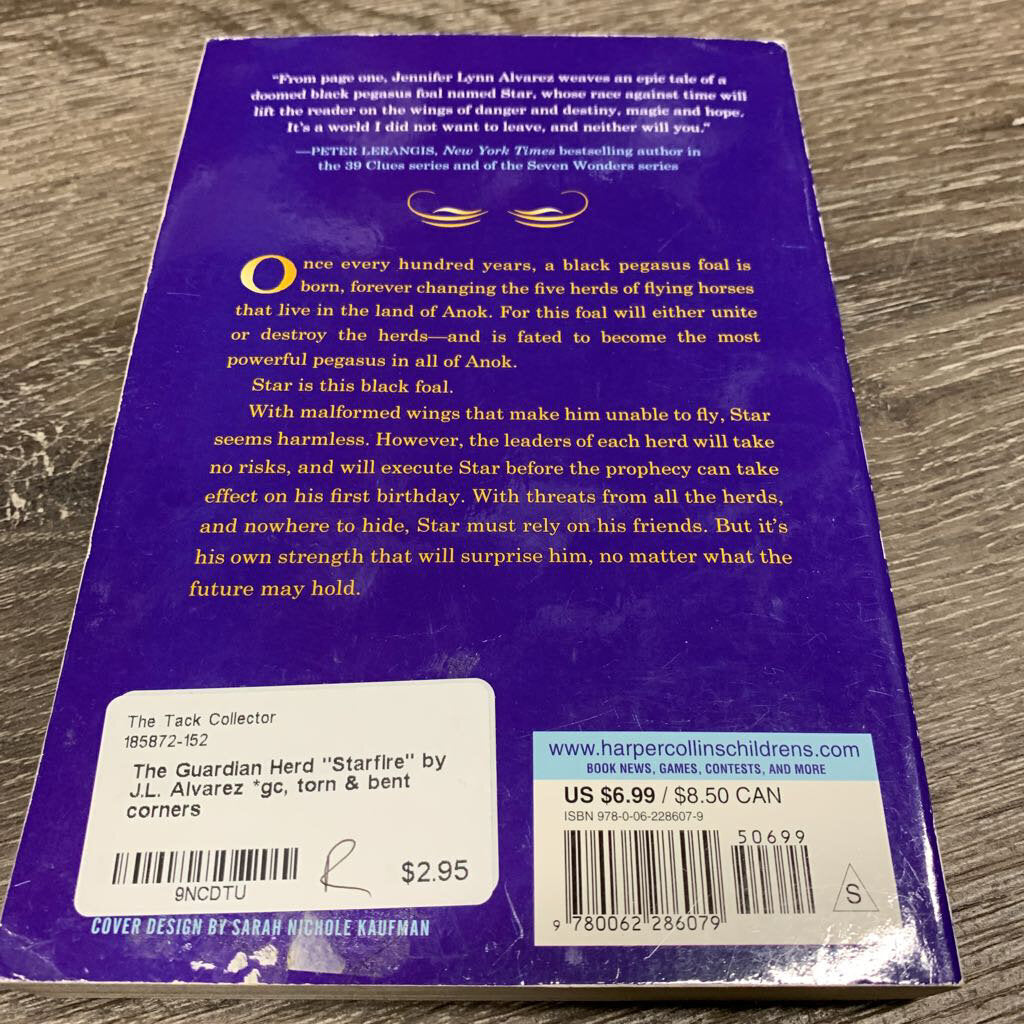 "From page one, Jennifer Lynn Alvarez weaves an epic tale of a
doomed black pegasus foal named Star, whose race against time will
lift the reader on the wings of danger and destiny, magic and hope.
It's a world I did not want to leave, and neither will you."
—PETER LERANGIS, New York Times bestselling author in
the 39 Clues series and of the Seven Wonders series
Once every hundred years, a black pegasus foal is
born, forever changing the five herds of flying horses
that live in the land of Anok. For this foal will either unite
or destroy the herds—and is fated to become the most
powerful pegasus in all of Anok.
Star is this black foal.
With malformed wings that make him unable to fly, Star
seems harmless. However, the leaders of each herd will take
no risks, and will execute Star before the prophecy can take
effect on his first birthday. With threats from all the herds,
and nowhere to hide, Star must rely on his friends. But it's
his own strength that will surprise him, no matter what the
future may hold.
The Tack Collector
185872-152
The Guardian Herd "Starfire" by
J.L. Alvarez *gc, torn & bent
corners
R
$2.95
9NCDTU
COVER DESIGN BY SARAH NICHOLE KAUFMAN
www.harpercollinschildrens.com
BOOK NEWS, GAMES, CONTESTS, AND MORE
US $6.99 / $8.50 CAN
ISBN 978-0-06-228607-9
50699
9 780062 286079
S